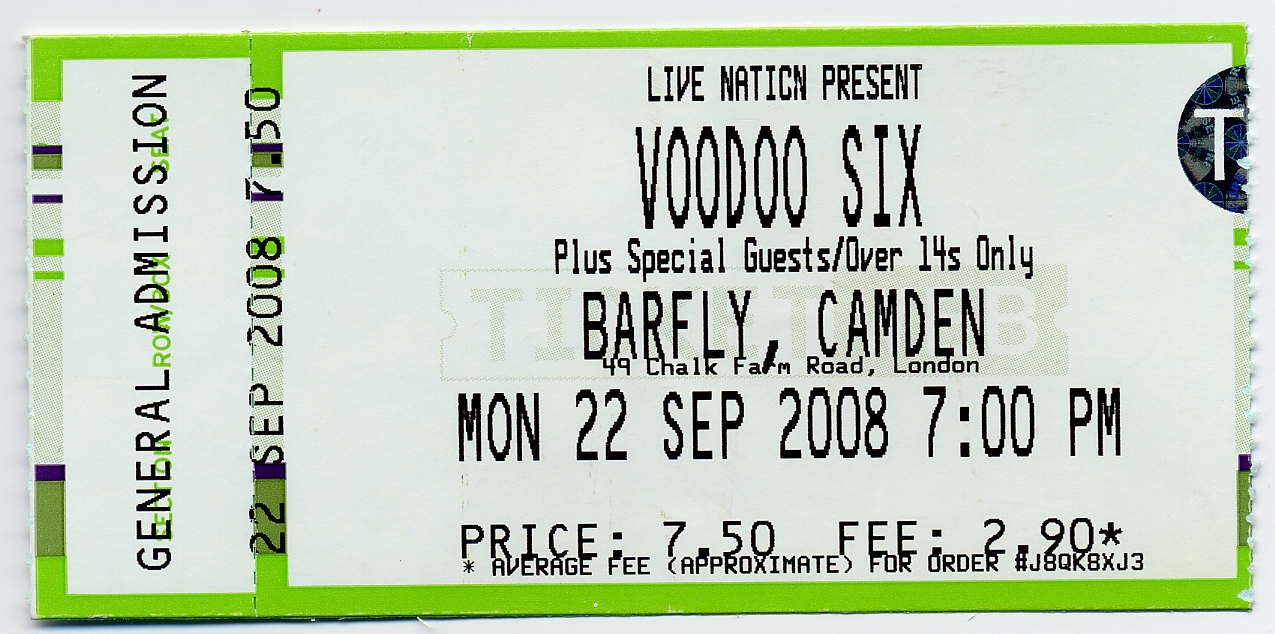 GENERAL ADMISSION
22 SEP 2008 7.50
LIVE NATION PRESENT
VOODOO SIX
Plus Special Guests/Over 14s Only
BARFLY, CAMDEN
49 Chalk Farm Road, London
MON 22 SEP 2008 7:00 PM
PRICE: 7.50 FEE: 2.90*
* AVERAGE FEE (APPROXIMATE) FOR ORDER #J8QK8XJ3